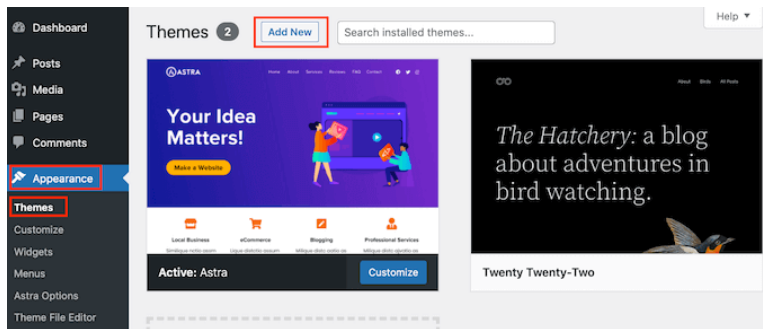 Help ▼
Dashboard
Posts
Media
Pages
Comments
Appearance
Themes
Customize
Widgets
Menus
Astra Options
Theme File Editor
Themes 2
Add New
Search installed themes...
ASTRA
Home About Services Reviews FAQ Contact
Your Idea
Matters!
Make a Website
Local Business eCommerce Blogging Professional Services
Active: Astra
Customize
About Birds All Posts
The Hatchery: a blog
about adventures in
bird watching.
Twenty Twenty-Two